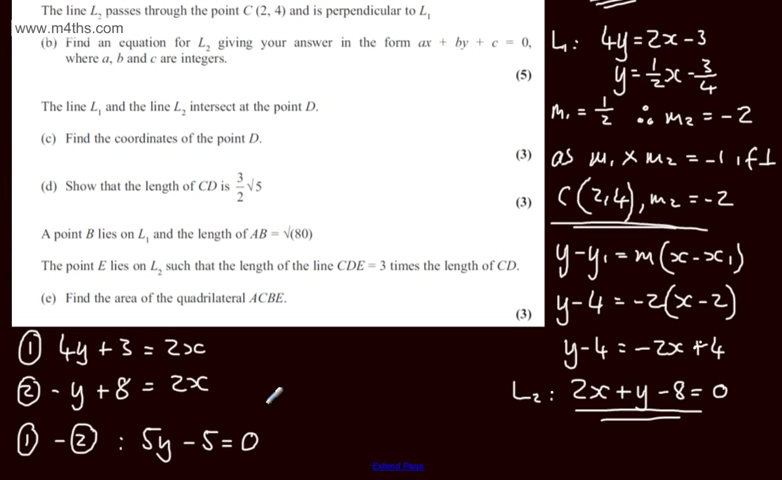 The line L₂ passes through the point C (2, 4) and is perpendicular to L₁
www.m4ths.com
(b) Find an equation for L₂ giving your answer in the form ax + by + c = 0,
where a, b and c are integers.
(5)
The line L₁ and the line L₂ intersect at the point D.
(c) Find the coordinates of the point D.
(3)
(d) Show that the length of CD is 3/2 √5
(3)
A point B lies on L₁ and the length of AB = √(80)
The point E lies on L₂ such that the length of the line CDE = 3 times the length of CD.
(e) Find the area of the quadrilateral ACBE.
(3)
L₁: 4y = 2x - 3
y = 1/2 x - 3/4
m₁ = 1/2 ∴ m₂ = -2
as m₁ × m₂ = -1 if ⊥
C(2,4), m₂ = -2
y - y₁ = m(x - x₁)
y - 4 = -2(x - 2)
y - 4 = -2x + 4
L₂: 2x + y - 8 = 0
① 4y + 3 = 2x
② - y + 8 = 2x
① - ② : 5y - 5 = 0
Extend Page